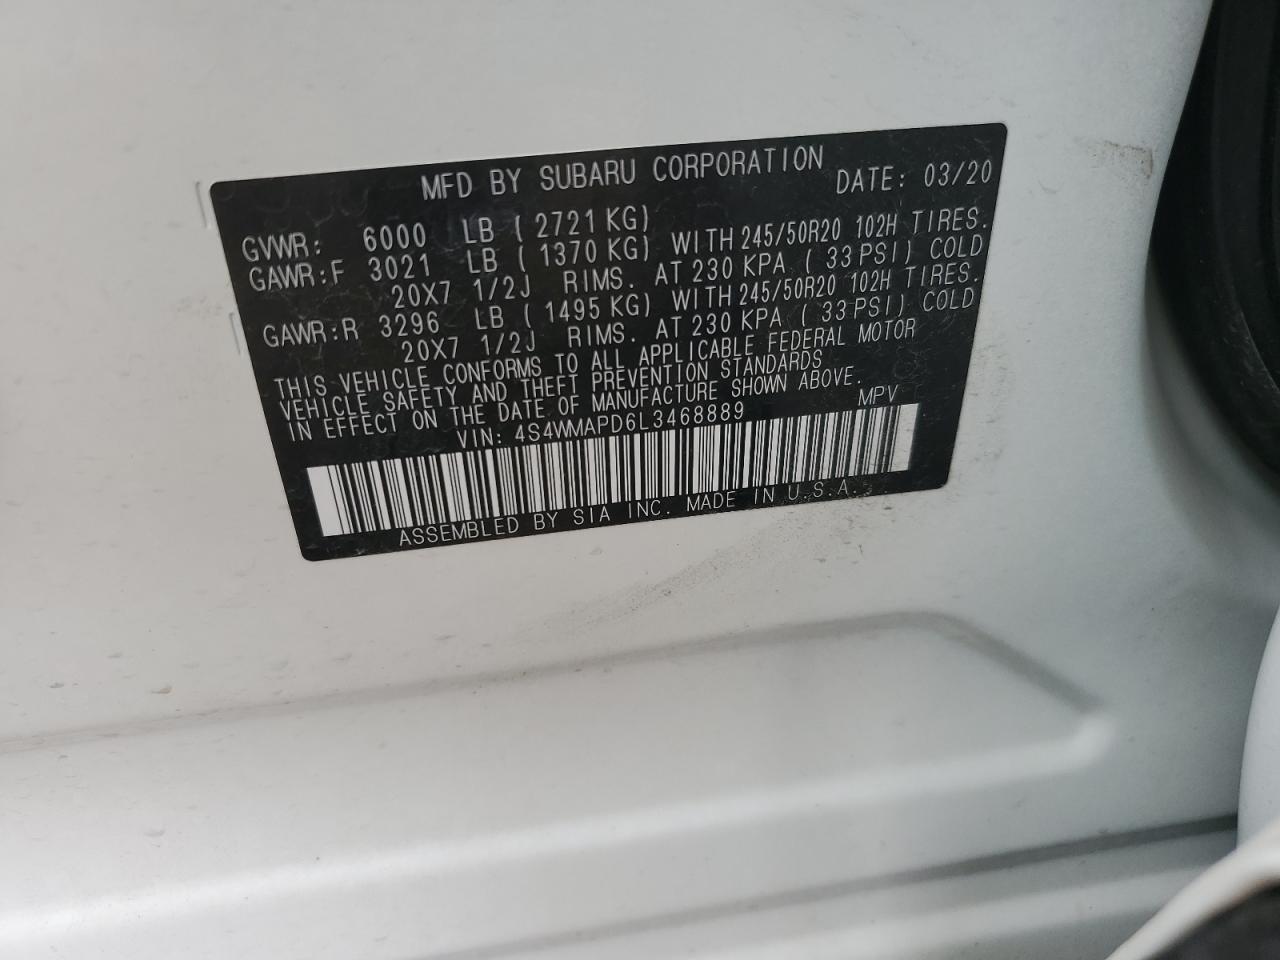 MFD BY SUBARU CORPORATION DATE: 03/20
GVWR: 6000 LB ( 2721 KG)
GAWR:F 3021 LB ( 1370 KG) WITH 245/50R20 102H TIRES.
20X7 1/2J RIMS. AT 230 KPA ( 33 PSI) COLD
GAWR:R 3296 LB ( 1495 KG) WITH 245/50R20 102H TIRES.
20X7 1/2J RIMS. AT 230 KPA ( 33 PSI) COLD
THIS VEHICLE CONFORMS TO ALL APPLICABLE FEDERAL MOTOR
VEHICLE SAFETY AND THEFT PREVENTION STANDARDS
IN EFFECT ON THE DATE OF MANUFACTURE SHOWN ABOVE.
VIN: 4S4WMAPD6L3468889 MPV
ASSEMBLED BY SIA INC. MADE IN U.S.A.